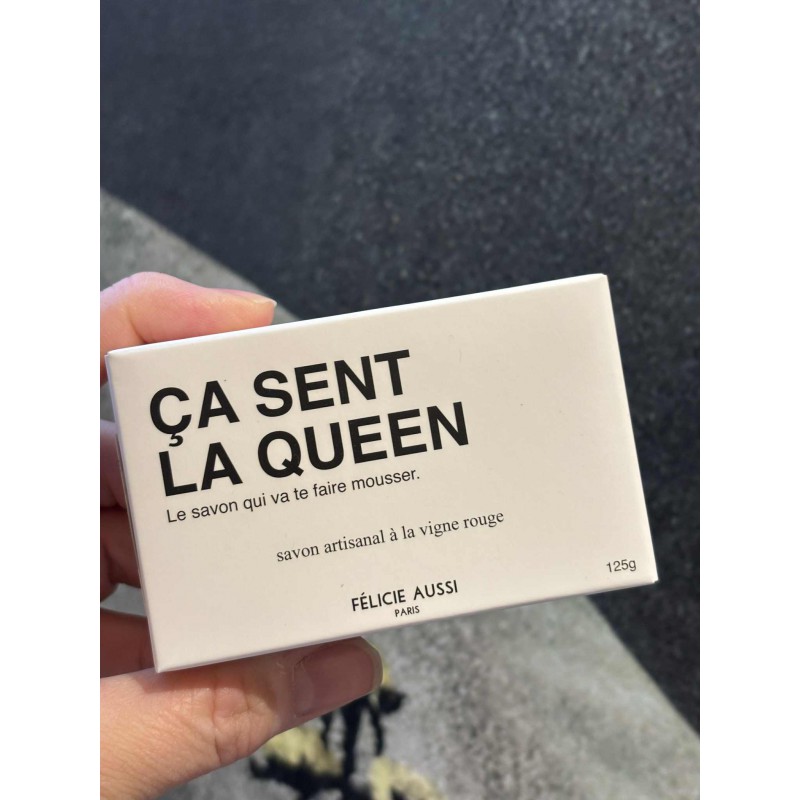 ÇA SENT
LA QUEEN
Le savon qui va te faire mousser.
savon artisanal à la vigne rouge
125g
FÉLICIE AUSSI
PARIS